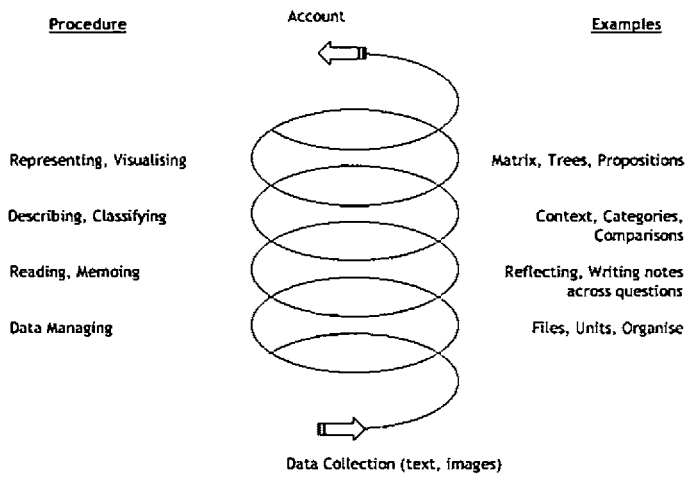 Procedure
Account
Examples
Representing, Visualising
Matrix, Trees, Propositions
Describing, Classifying
Context, Categories,
Comparisons
Reading, Memoing
Reflecting, Writing notes
across questions
Data Managing
Files, Units, Organise
Data Collection (text, images)